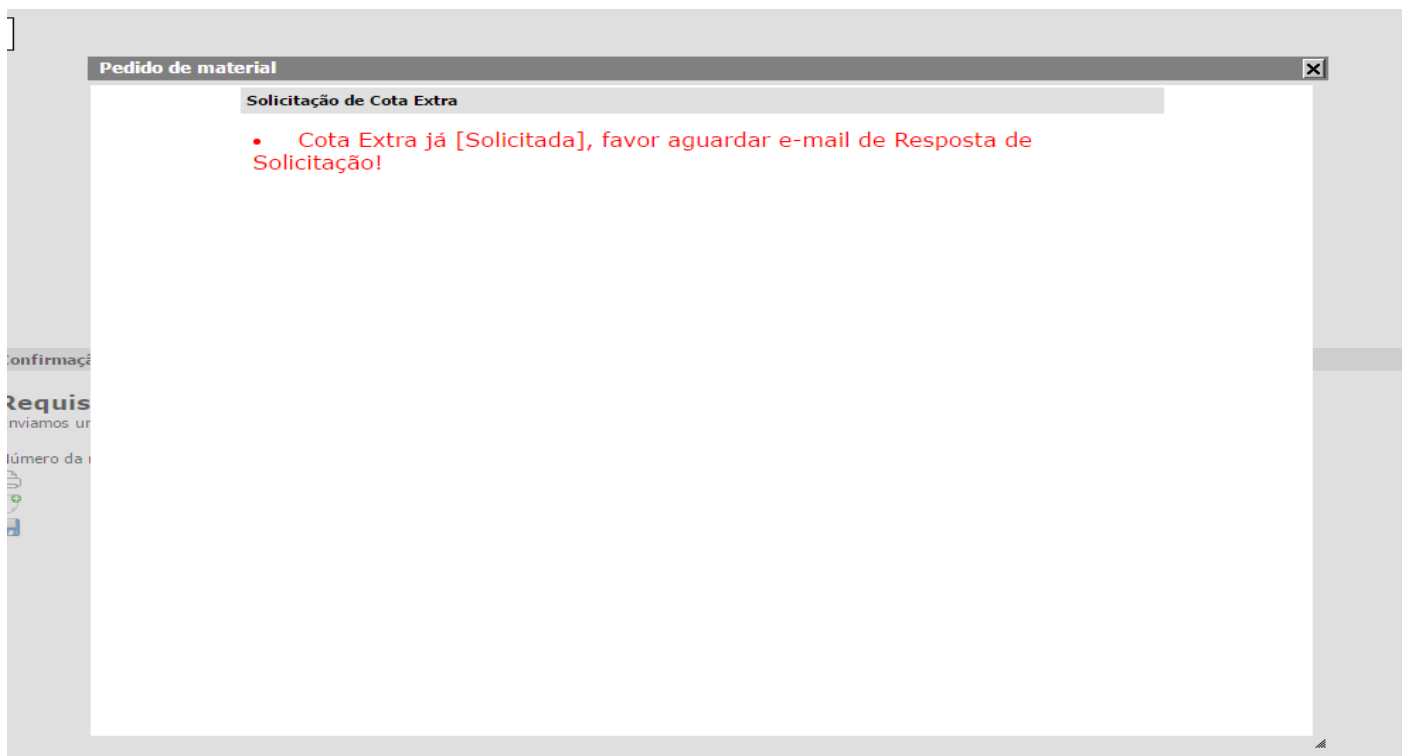 Pedido de material
Solicitação de Cota Extra
• Cota Extra já [Solicitada], favor aguardar e-mail de Resposta de
Solicitação!